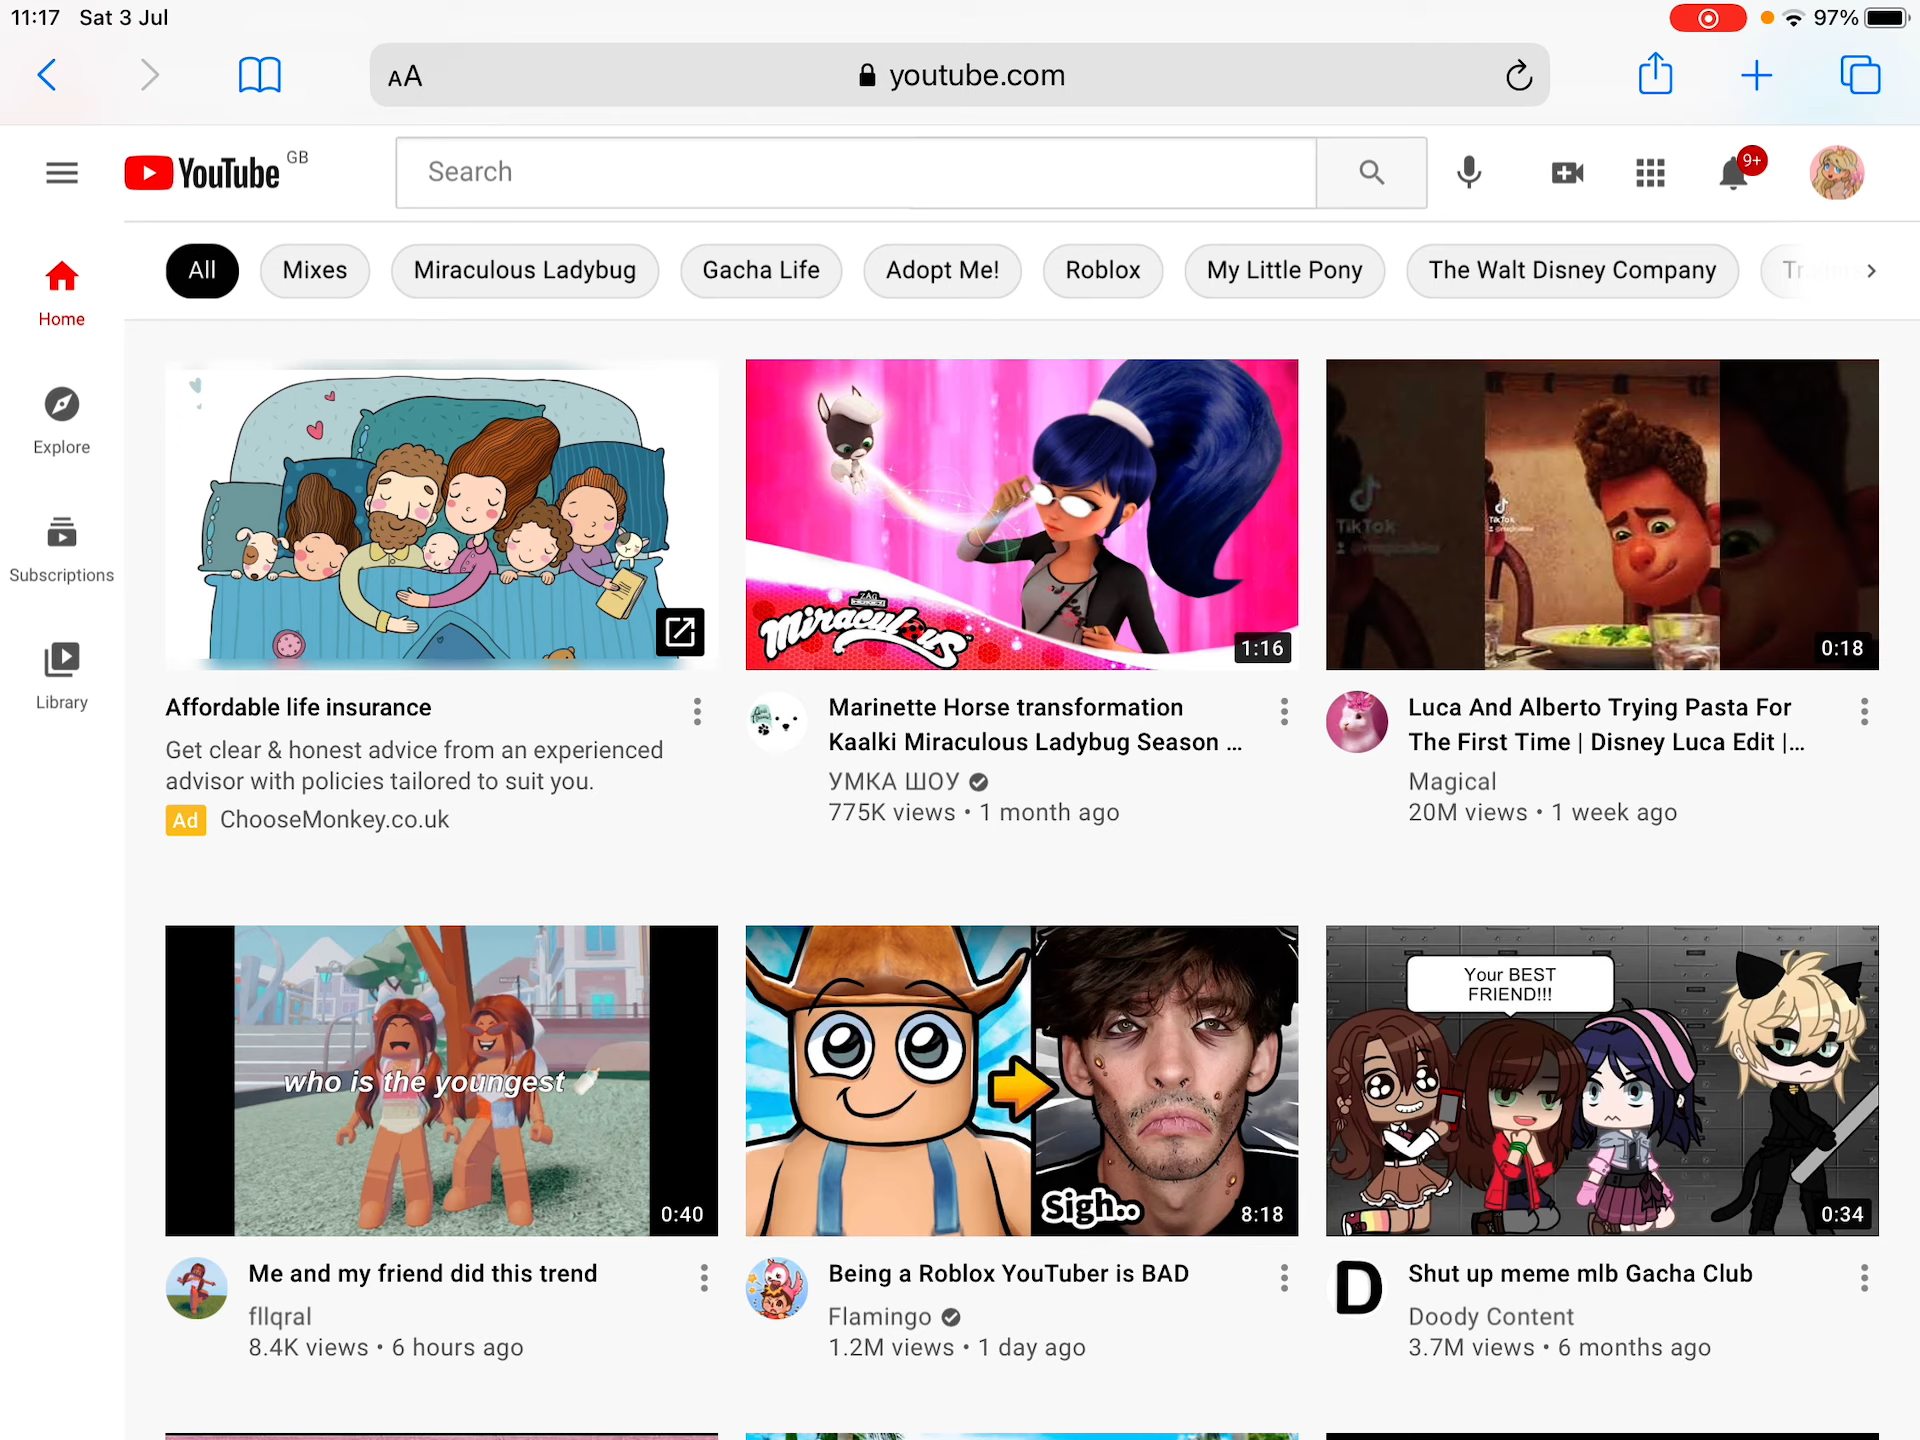 11:17 Sat 3 Jul
97%
AA
youtube.com
YouTube GB
Search
9+
All
Mixes
Miraculous Ladybug
Gacha Life
Adopt Me!
Roblox
My Little Pony
The Walt Disney Company
Home
Explore
Subscriptions
Library
ZAG
HEROEZ
miraculous
1:16
TikTok
TikTok
0:18
Affordable life insurance
Get clear & honest advice from an experienced
advisor with policies tailored to suit you.
Ad ChooseMonkey.co.uk
Marinette Horse transformation
Kaalki Miraculous Ladybug Season ...
УМКА ШОУ
775K views • 1 month ago
Luca And Alberto Trying Pasta For
The First Time | Disney Luca Edit |...
Magical
20M views • 1 week ago
who is the youngest
0:40
Sigh..
8:18
Your BEST
FRIEND!!!
0:34
Me and my friend did this trend
fllqral
8.4K views • 6 hours ago
Being a Roblox YouTuber is BAD
Flamingo
1.2M views • 1 day ago
D
Shut up meme mlb Gacha Club
Doody Content
3.7M views • 6 months ago